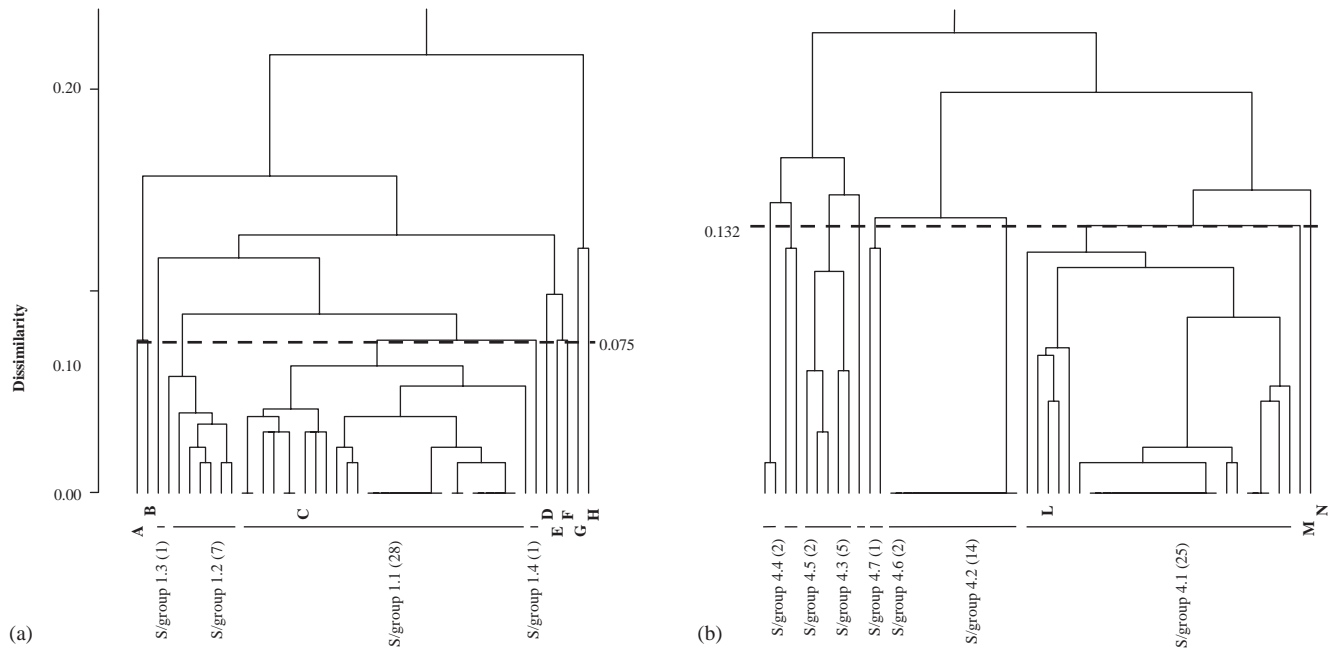 Dissimilarity
0.20
0.10
0.00
0.075
A
B
C
D
E
F
G
H
S/group 1.3 (1)
S/group 1.2 (7)
S/group 1.1 (28)
S/group 1.4 (1)
(a)
0.132
L
M
N
S/group 4.4 (2)
S/group 4.5 (2)
S/group 4.3 (5)
S/group 4.7 (1)
S/group 4.6 (2)
S/group 4.2 (14)
S/group 4.1 (25)
(b)